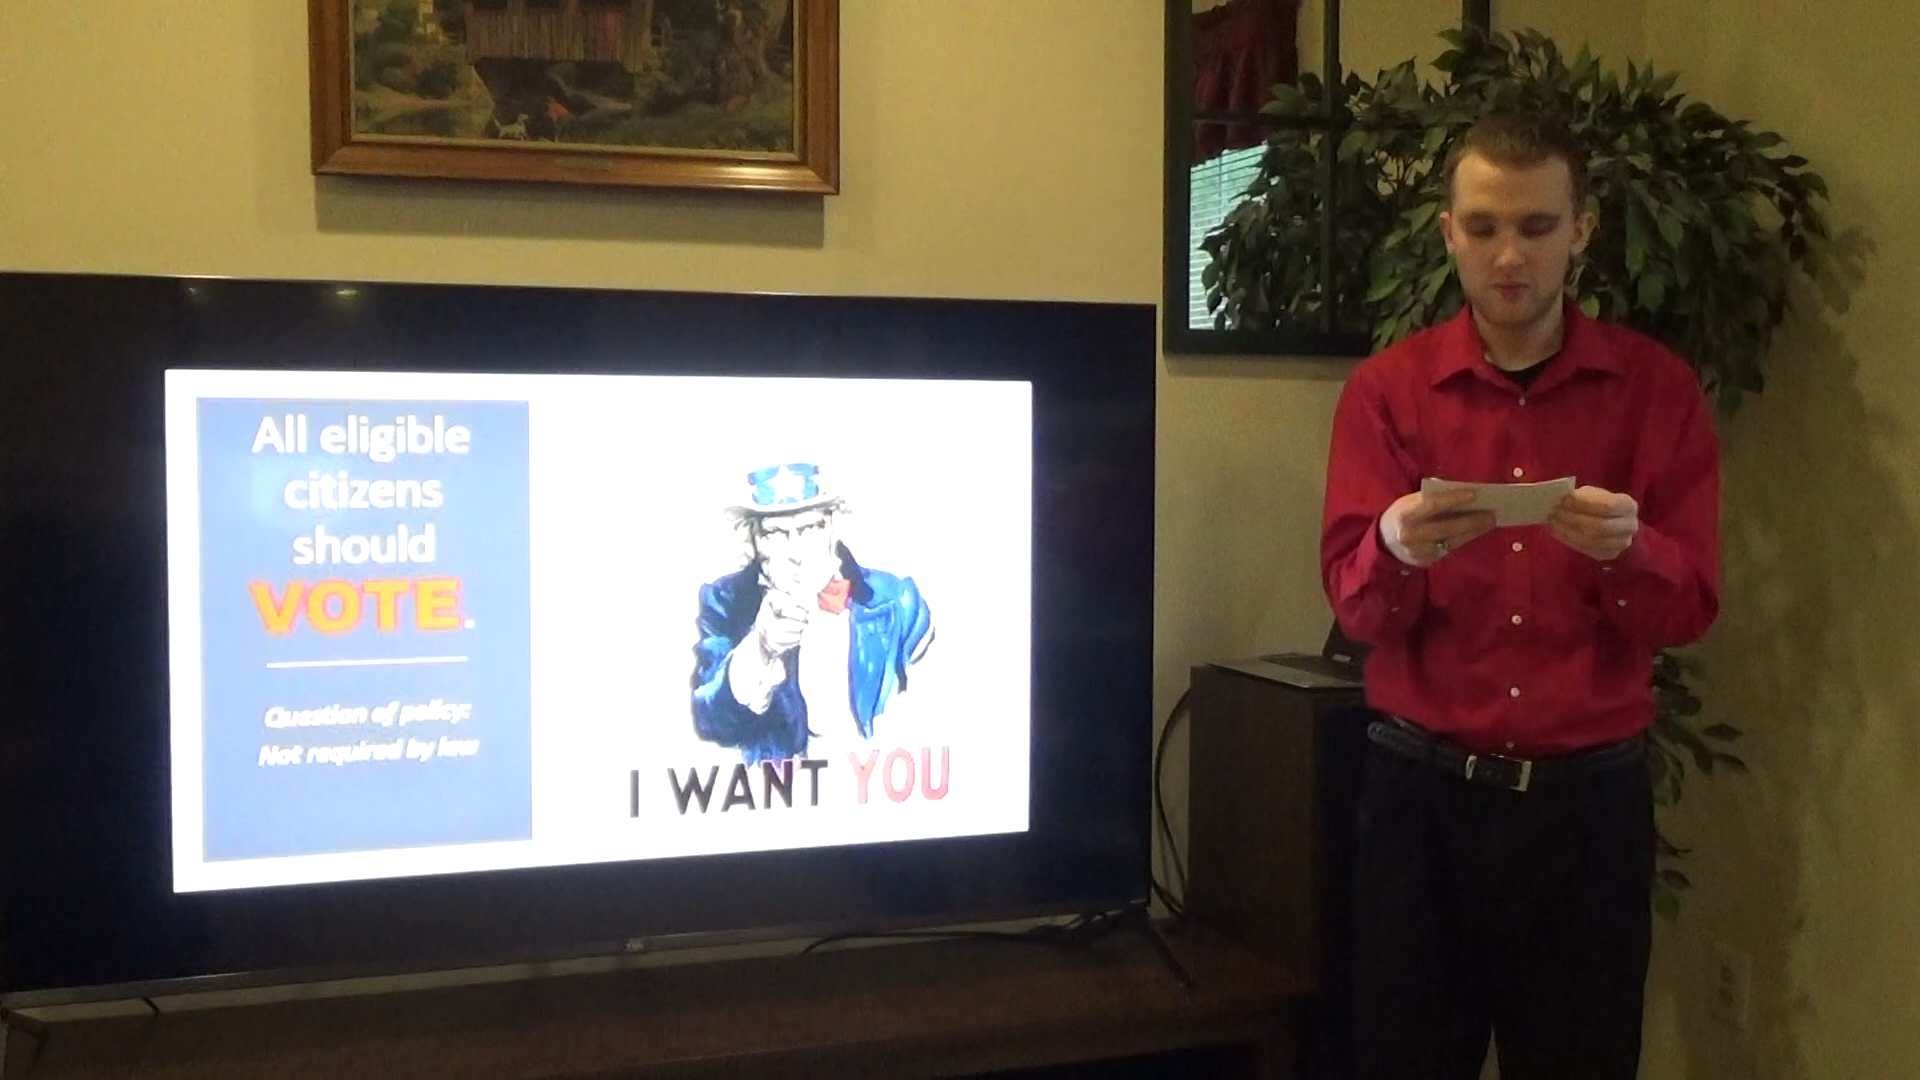 All eligible
citizens
should
VOTE.
Question of policy:
Not required by law
I WANT YOU